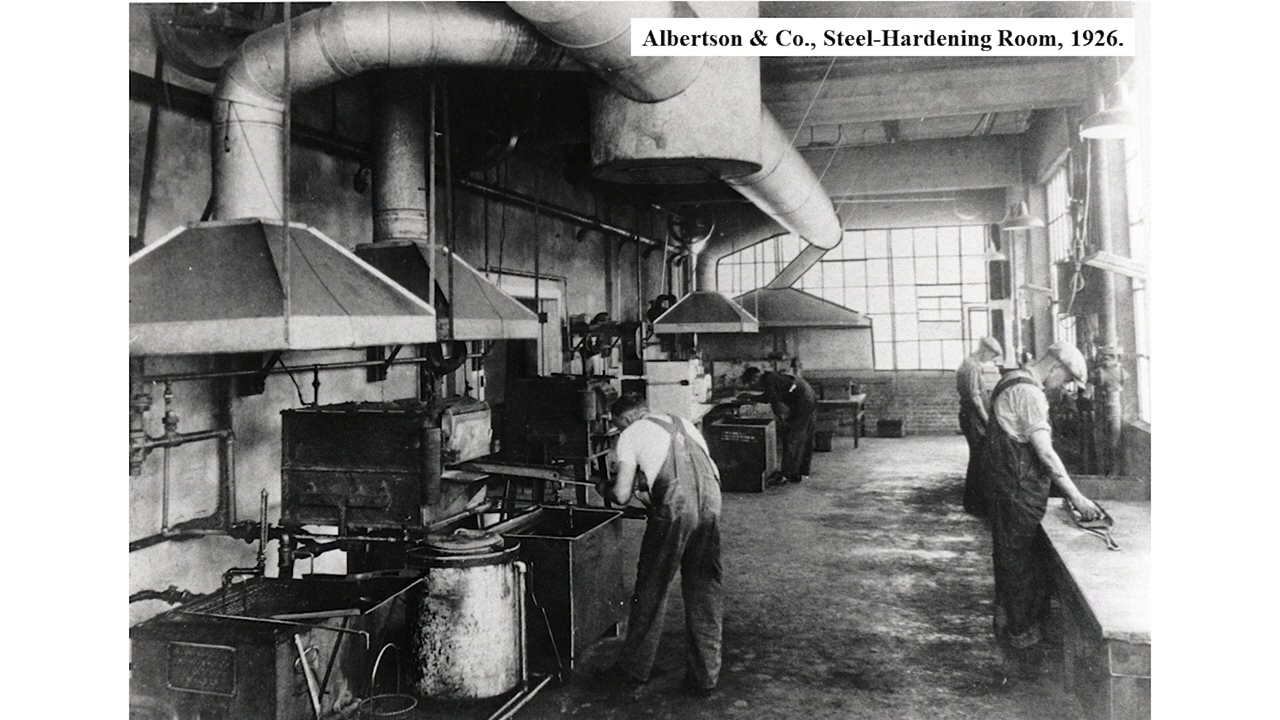 Albertson & Co., Steel-Hardening Room, 1926.